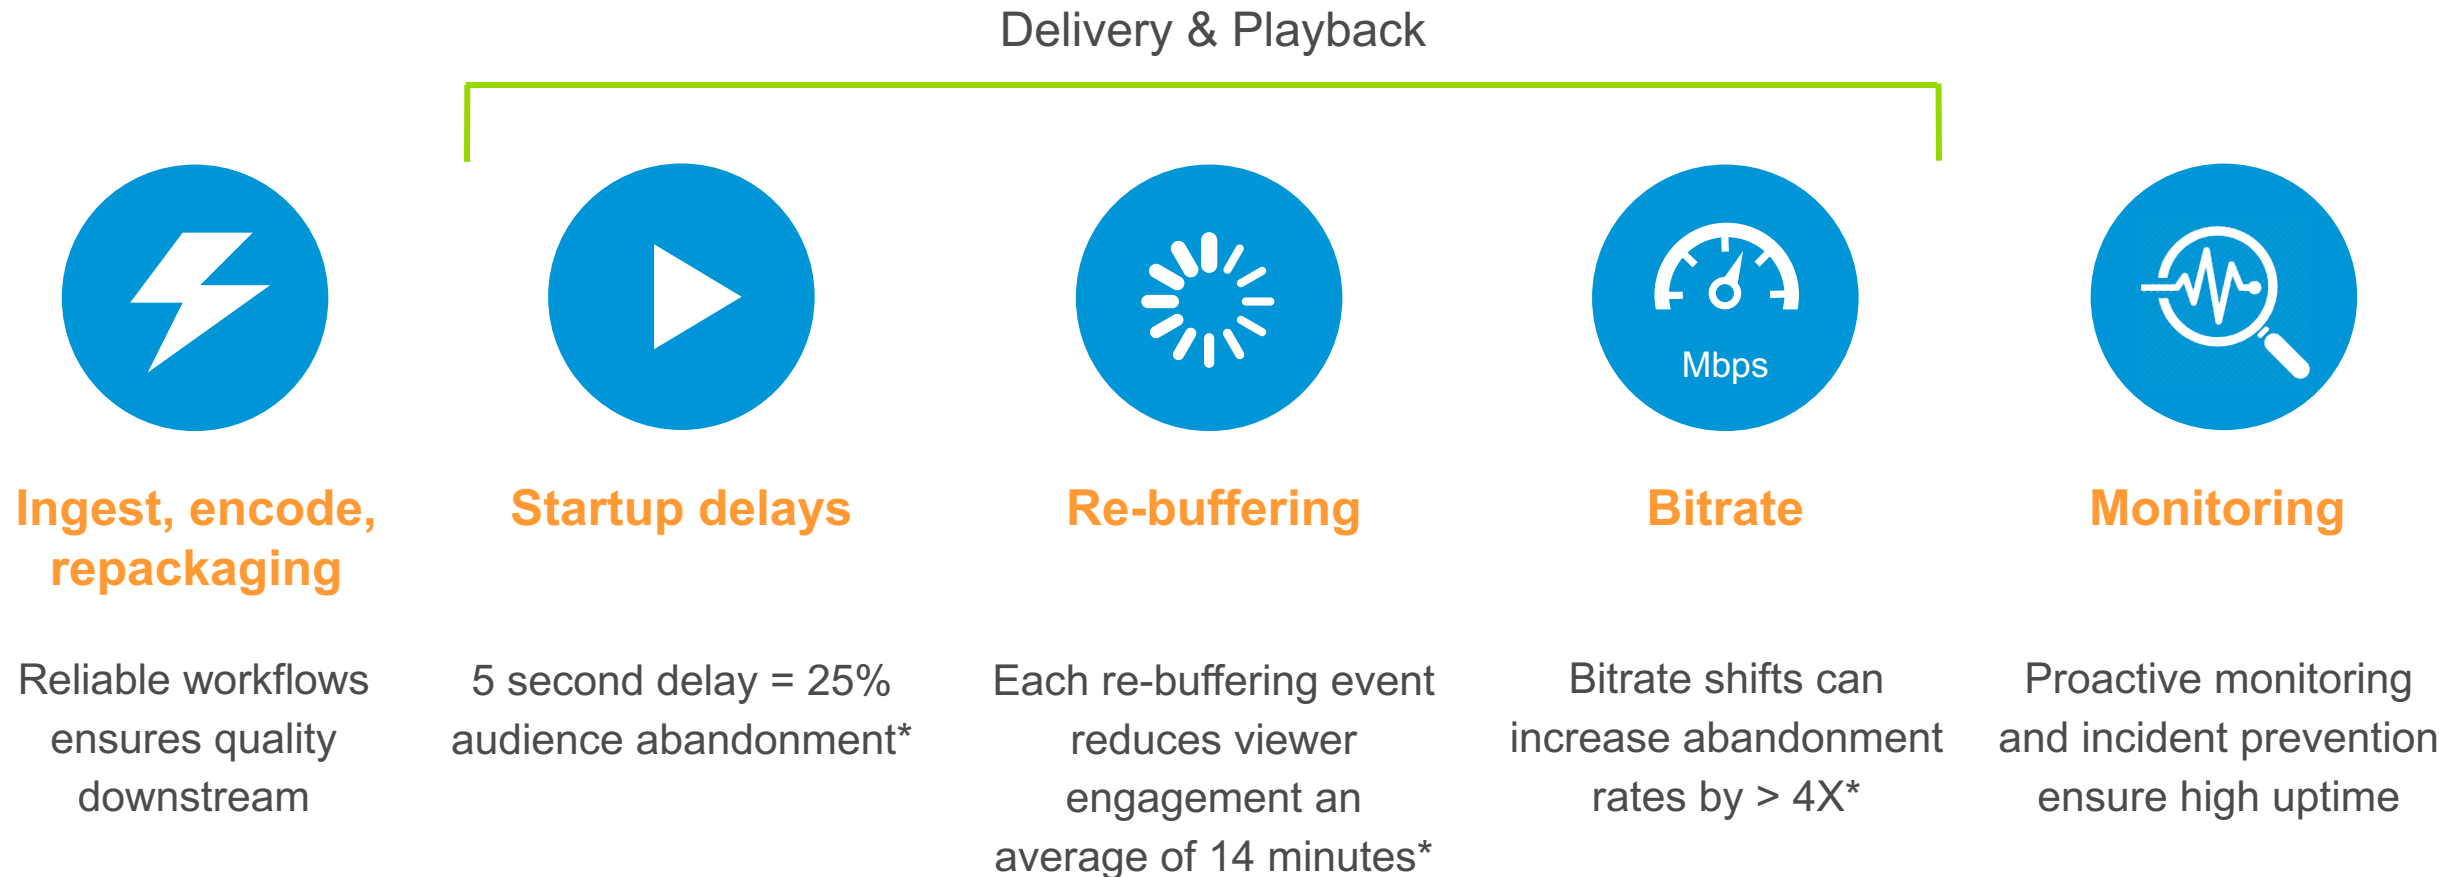 Delivery & Playback
Mbps
Ingest, encode,
repackaging
Reliable workflows
ensures quality
downstream
Startup delays
5 second delay = 25%
audience abandonment*
Re-buffering
Each re-buffering event
reduces viewer
engagement an
average of 14 minutes*
Bitrate
Bitrate shifts can
increase abandonment
rates by > 4X*
Monitoring
Proactive monitoring
and incident prevention
ensure high uptime